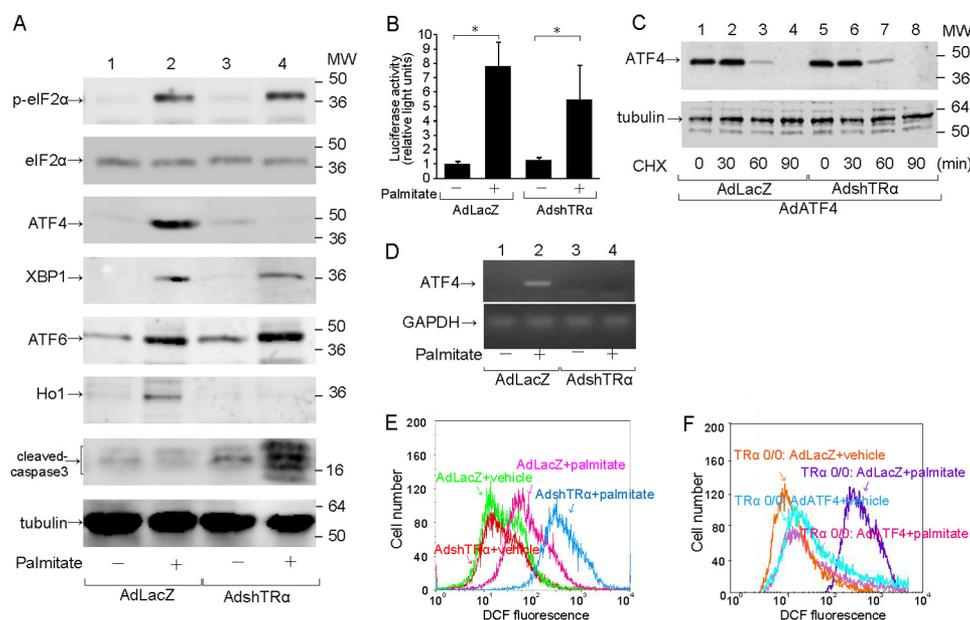 A
1 2 3 4 MW
p-eIF2α→
50
36
eIF2α→
50
36
ATF4→
50
36
XBP1→
36
ATF6→
50
36
Ho1→
36
cleaved-
caspase3
16
tubulin→
64
50
Palmitate − + − +
AdLacZ AdshTRα
B
Luciferase activity
(relative light units)
10
9
8
7
6
5
4
3
2
1
0
* *
Palmitate − + − +
AdLacZ AdshTRα
C
1 2 3 4 5 6 7 8 MW
ATF4→
50
36
tubulin→
64
50
CHX 0 30 60 90 0 30 60 90 (min)
AdLacZ AdshTRα
AdATF4
D
1 2 3 4
ATF4→
GAPDH→
Palmitate − + − +
AdLacZ AdshTRα
E
Cell number
200
160
120
80
40
0
AdLacZ+palmitate
AdLacZ+vehicle
AdshTRα+palmitate
AdshTRα+vehicle
10⁰ 10¹ 10² 10³ 10⁴
DCF fluorescence
F
Cell number
200
160
120
80
40
0
TRα 0/0: AdLacZ+vehicle
TRα 0/0: AdLacZ+palmitate
TRα 0/0: AdATF4+vehicle
TRα 0/0: AdATF4+palmitate
10⁰ 10¹ 10² 10³ 10⁴
DCF fluorescence